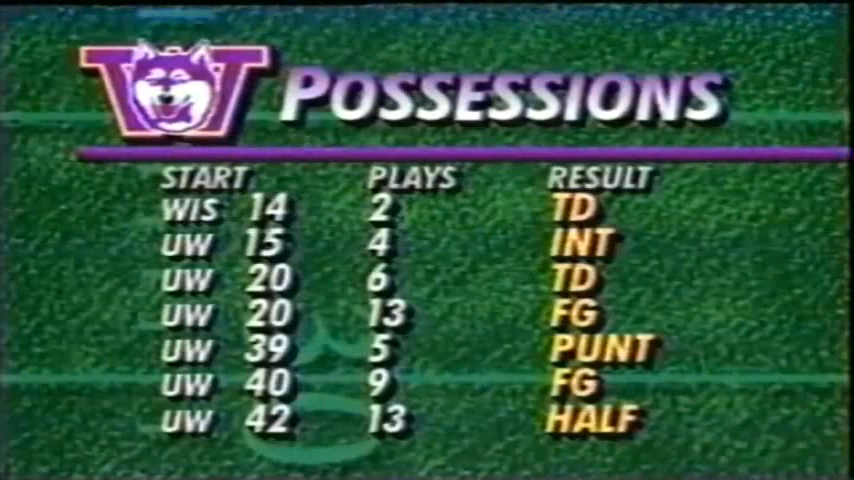 W POSSESSIONS
START PLAYS RESULT
WIS 14 2 TD
UW 15 4 INT
UW 20 6 TD
UW 20 13 FG
UW 39 5 PUNT
UW 40 9 FG
UW 42 13 HALF